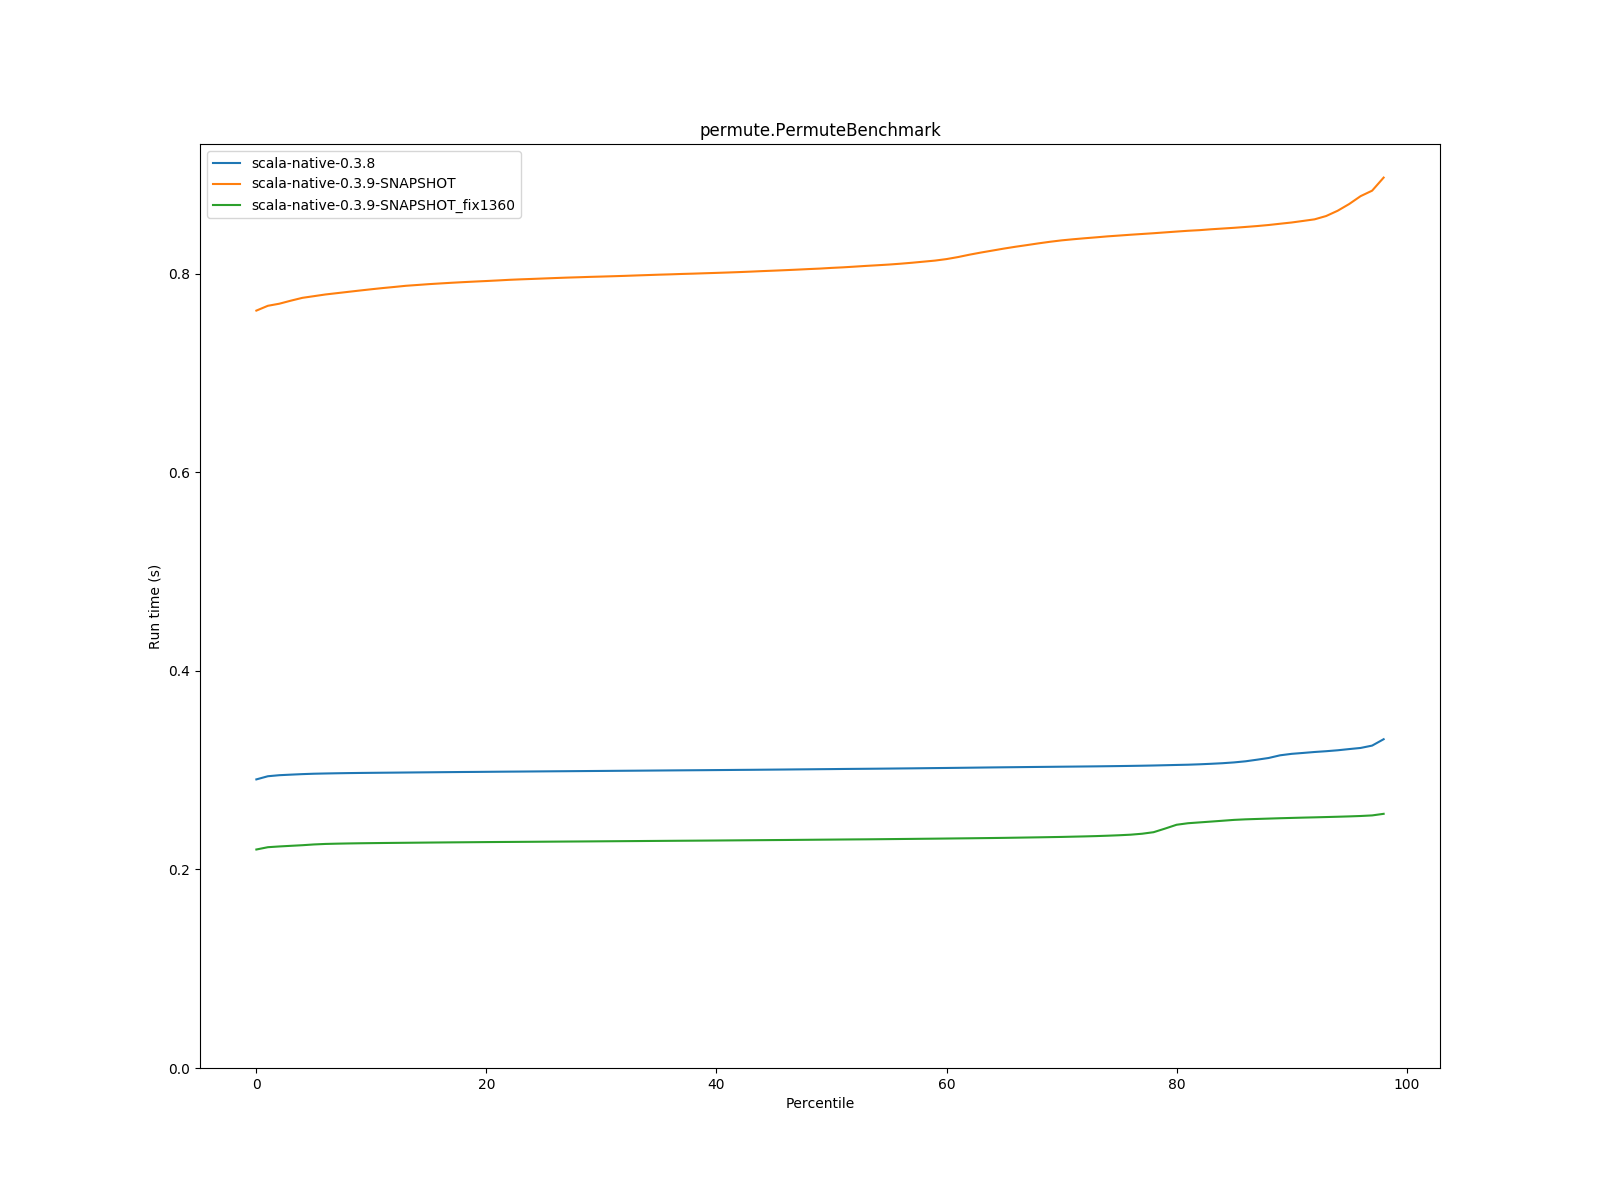 permute.PermuteBenchmark
scala-native-0.3.8
scala-native-0.3.9-SNAPSHOT
scala-native-0.3.9-SNAPSHOT_fix1360
0.8
0.6
0.4
0.2
0.0
Run time (s)
0 20 40 60 80 100
Percentile